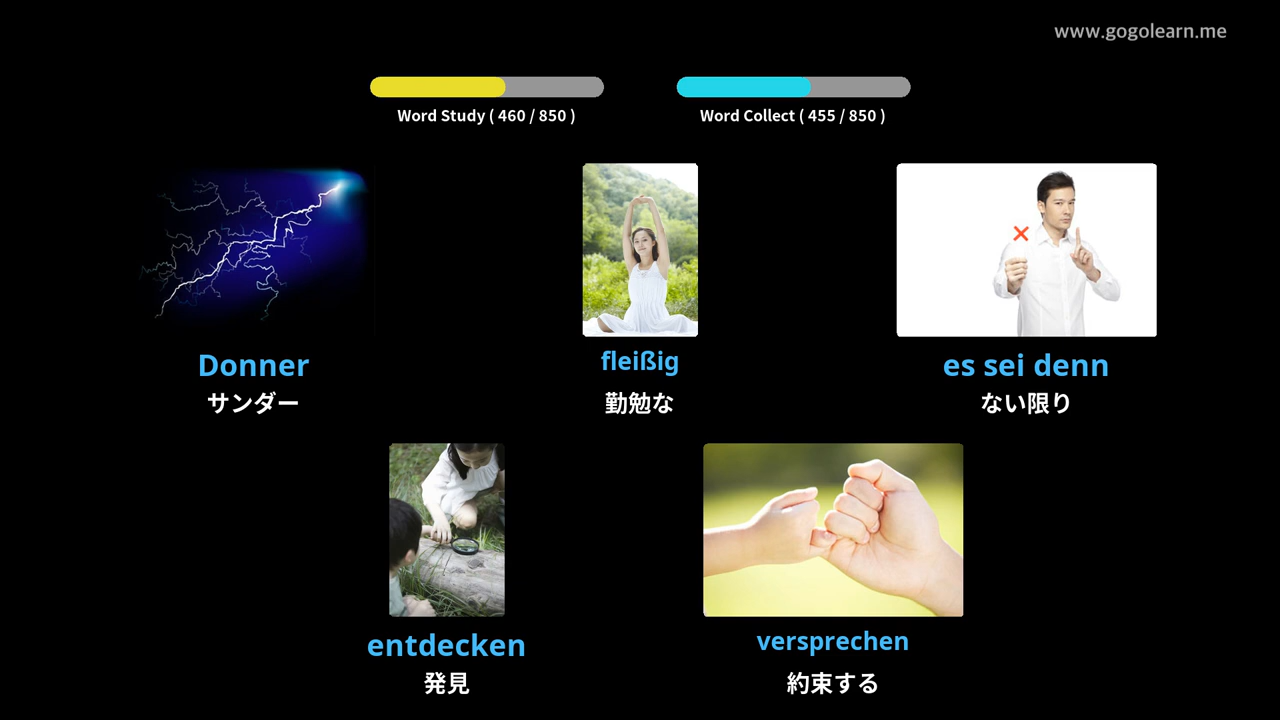 www.gogolearn.me
Word Study ( 460 / 850 )
Word Collect ( 455 / 850 )
Donner
サンダー
fleißig
勤勉な
es sei denn
ない限り
entdecken
発見
versprechen
約束する